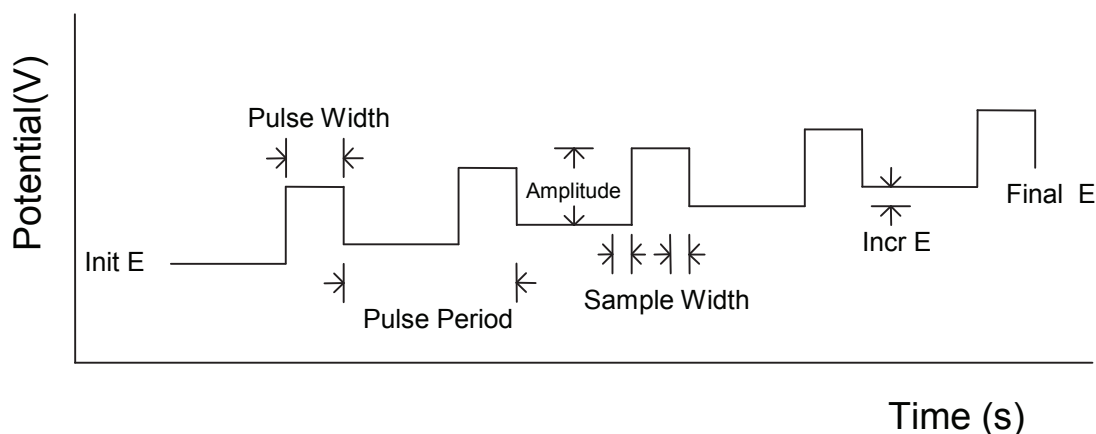 Potential(V)
Pulse Width
Amplitude
Init E
Final E
Incr E
Sample Width
Pulse Period
Time (s)